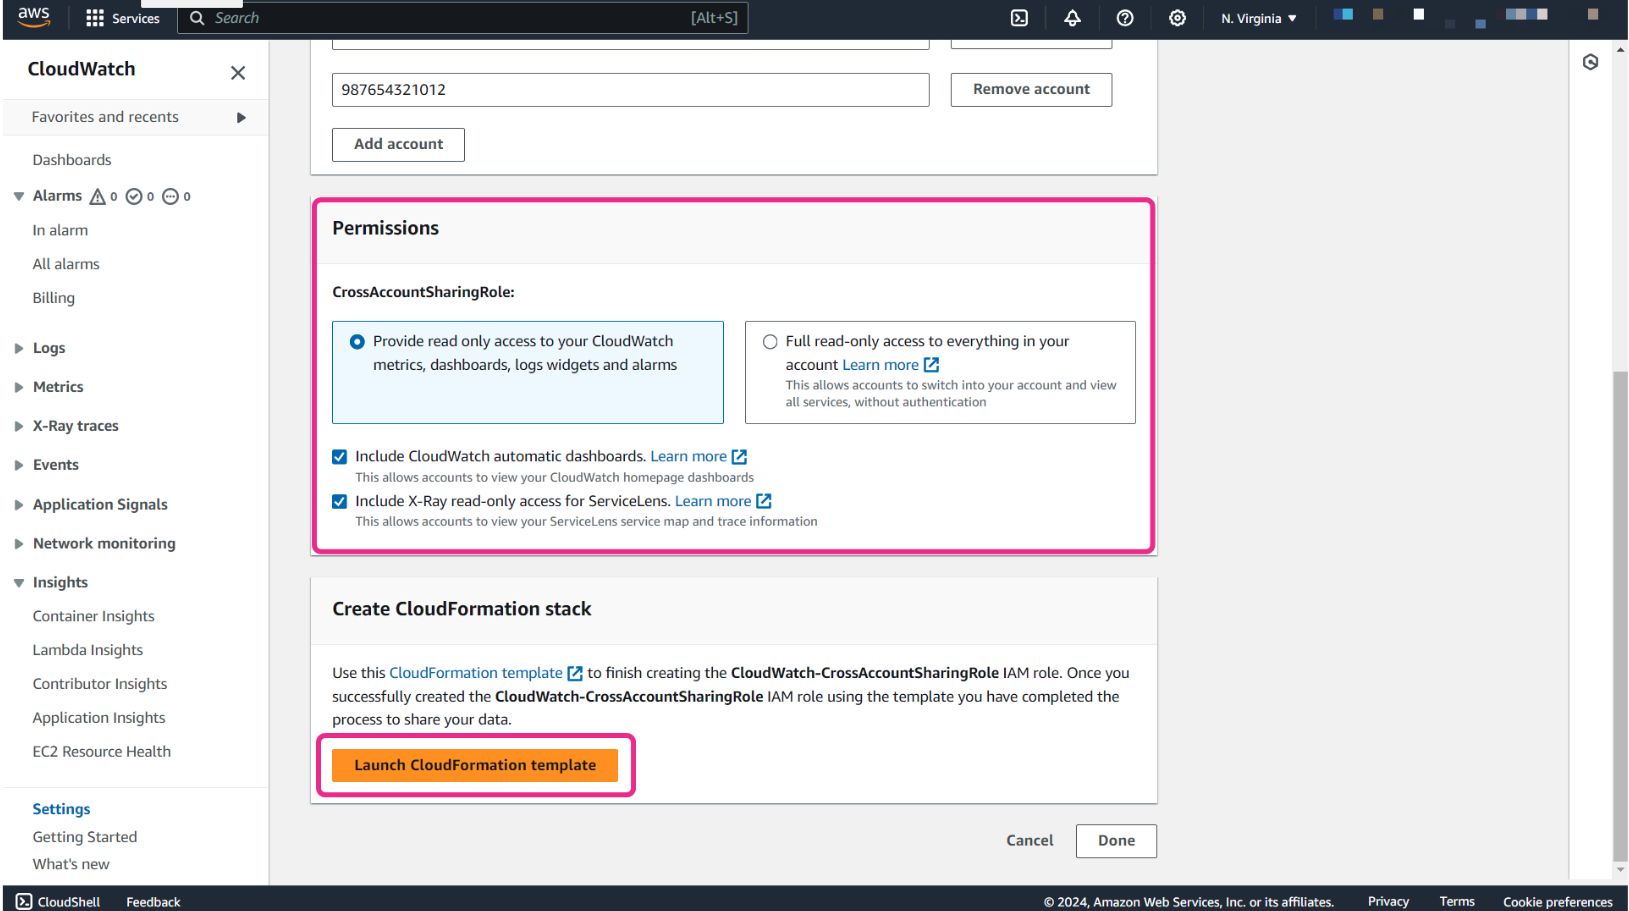 aws
Services
Search
[Alt+S]
N. Virginia
CloudWatch
Favorites and recents
Dashboards
Alarms 0 0 0
In alarm
All alarms
Billing
Logs
Metrics
X-Ray traces
Events
Application Signals
Network monitoring
Insights
Container Insights
Lambda Insights
Contributor Insights
Application Insights
EC2 Resource Health
Settings
Getting Started
What's new
987654321012
Remove account
Add account
Permissions
CrossAccountSharingRole:
Provide read only access to your CloudWatch
metrics, dashboards, logs widgets and alarms
Full read-only access to everything in your
account Learn more
This allows accounts to switch into your account and view
all services, without authentication
Include CloudWatch automatic dashboards. Learn more
This allows accounts to view your CloudWatch homepage dashboards
Include X-Ray read-only access for ServiceLens. Learn more
This allows accounts to view your ServiceLens service map and trace information
Create CloudFormation stack
Use this CloudFormation template to finish creating the CloudWatch-CrossAccountSharingRole IAM role. Once you
successfully created the CloudWatch-CrossAccountSharingRole IAM role using the template you have completed the
process to share your data.
Launch CloudFormation template
Cancel
Done
CloudShell
Feedback
© 2024, Amazon Web Services, Inc. or its affiliates.
Privacy
Terms
Cookie preferences